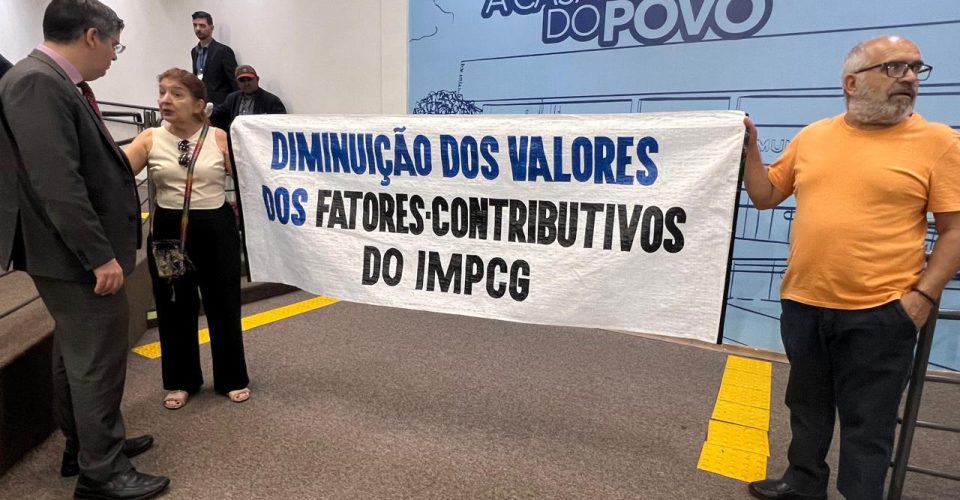 A CASA
DO POVO
DIMINUIÇÃO DOS VALORES
DOS FATORES-CONTRIBUTIVOS
DO IMPCG